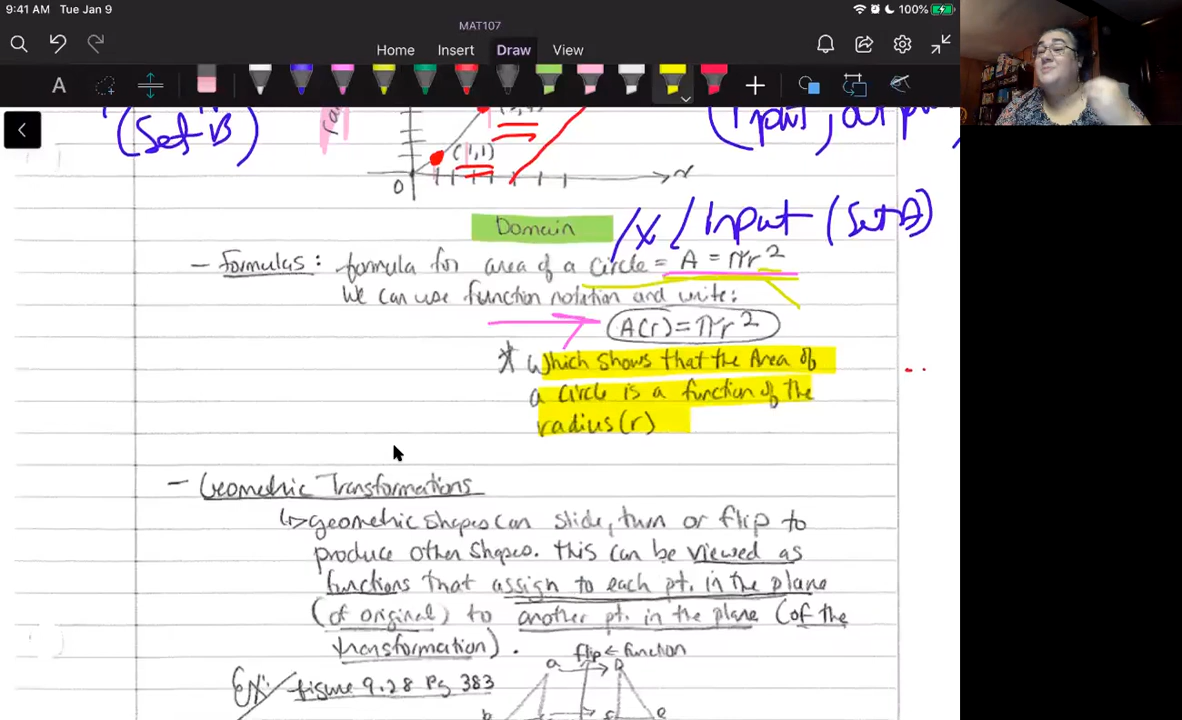 9:41 AM Tue Jan 9
100%
MAT107
Home Insert Draw View
A
(Set B)
(1,1)
(Input, outp
0
Domain
/X/Input (Set A)
- Formulas: formula for area of a circle = A = πr²
We can use function notation and write:
A(r)=πr²
* Which shows that the Area of
a circle is a function of the
radius(r)
- Geometric Transformations
↳ geometric shapes can slide, turn or flip to
produce other shapes. this can be viewed as
functions that assign to each pt. in the plane
(of original) to another pt. in the plane (of the
transformation).
flip ← function
Ex: figure 9.28 pg 383
a
b c e